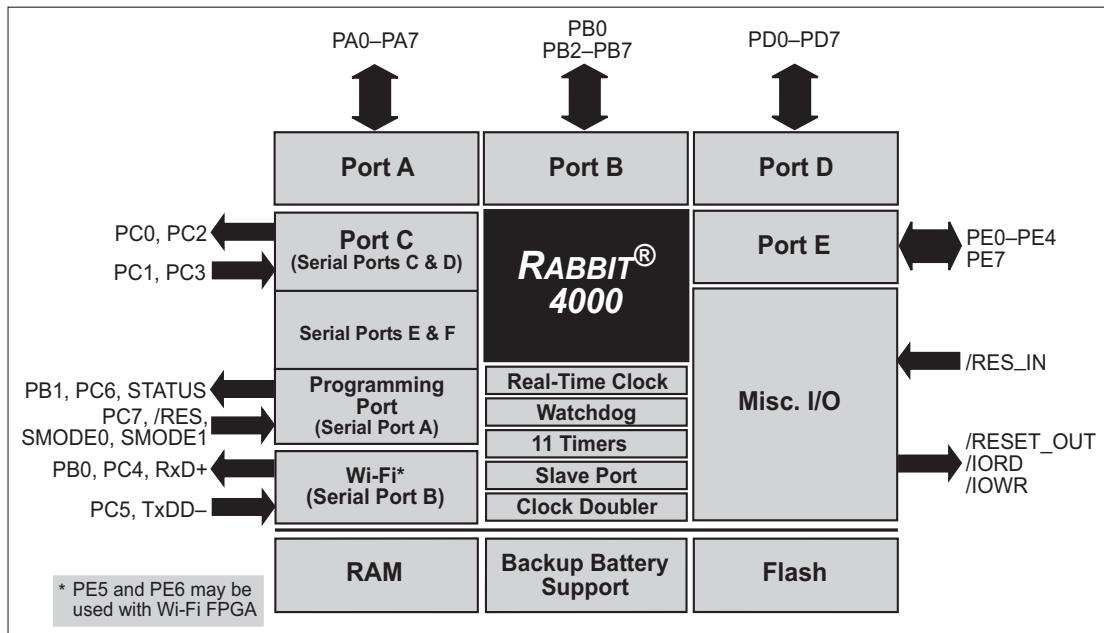 PA0–PA7
PB0
PB2–PB7
PD0–PD7
Port A
Port B
Port D
PC0, PC2
PC1, PC3
Port C
(Serial Ports C & D)
RABBIT®
4000
Port E
PE0–PE4
PE7
Serial Ports E & F
PB1, PC6, STATUS
PC7, /RES,
SMODE0, SMODE1
Programming
Port
(Serial Port A)
Real-Time Clock
Watchdog
11 Timers
Slave Port
Clock Doubler
Misc. I/O
/RES_IN
/RESET_OUT
/IORD
/IOWR
PB0, PC4, RxD+
PC5, TxDD–
Wi-Fi*
(Serial Port B)
RAM
Backup Battery
Support
Flash
* PE5 and PE6 may be
used with Wi-Fi FPGA